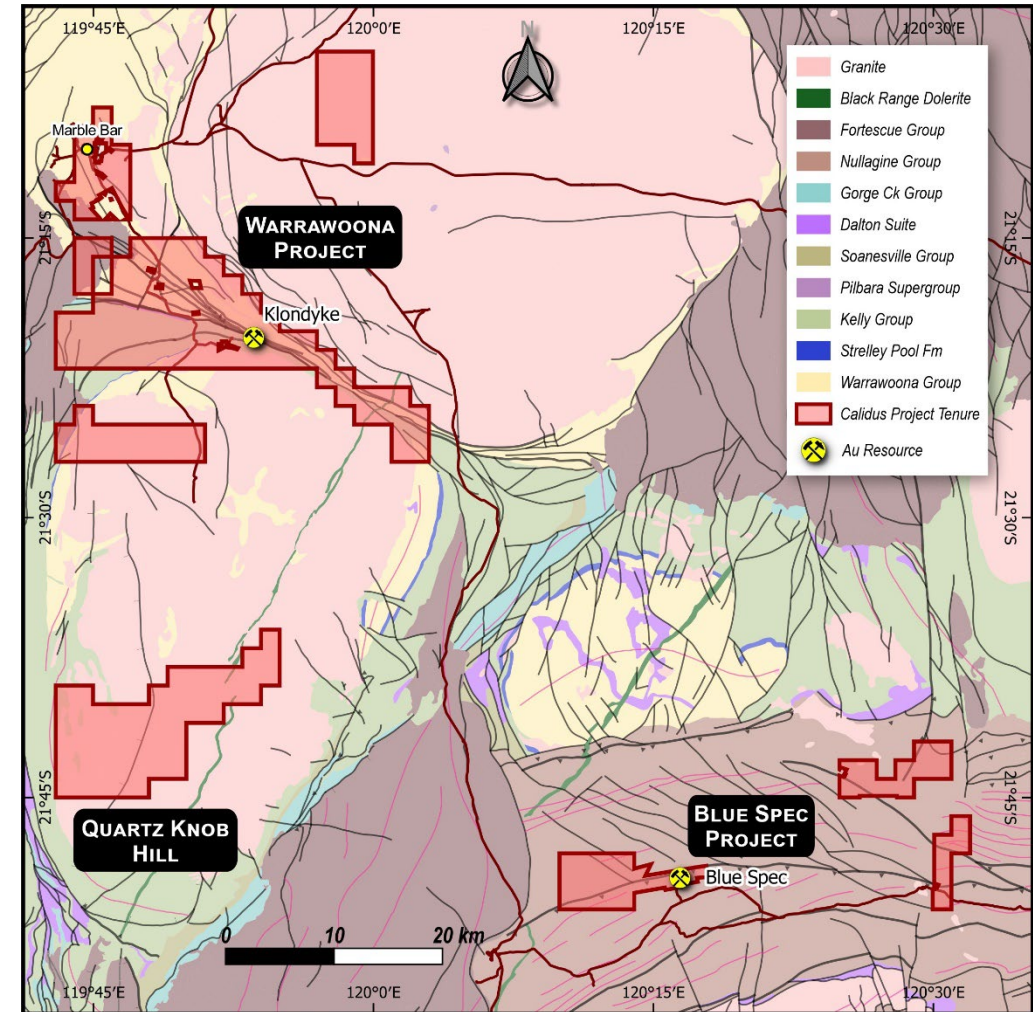 119°45'E
120°0'E
120°15'E
120°30'E
N
Granite
Black Range Dolerite
Fortescue Group
Nullagine Group
Gorge Ck Group
Dalton Suite
Soanesville Group
Pilbara Supergroup
Kelly Group
Strelley Pool Fm
Warrawoona Group
Calidus Project Tenure
Au Resource
Marble Bar
WARRAWOONA
PROJECT
21°15'S
21°15'S
Klondyke
21°30'S
21°30'S
21°45'S
21°45'S
QUARTZ KNOB
HILL
BLUE SPEC
PROJECT
Blue Spec
0 10 20 km
119°45'E
120°0'E
120°15'E
120°30'E